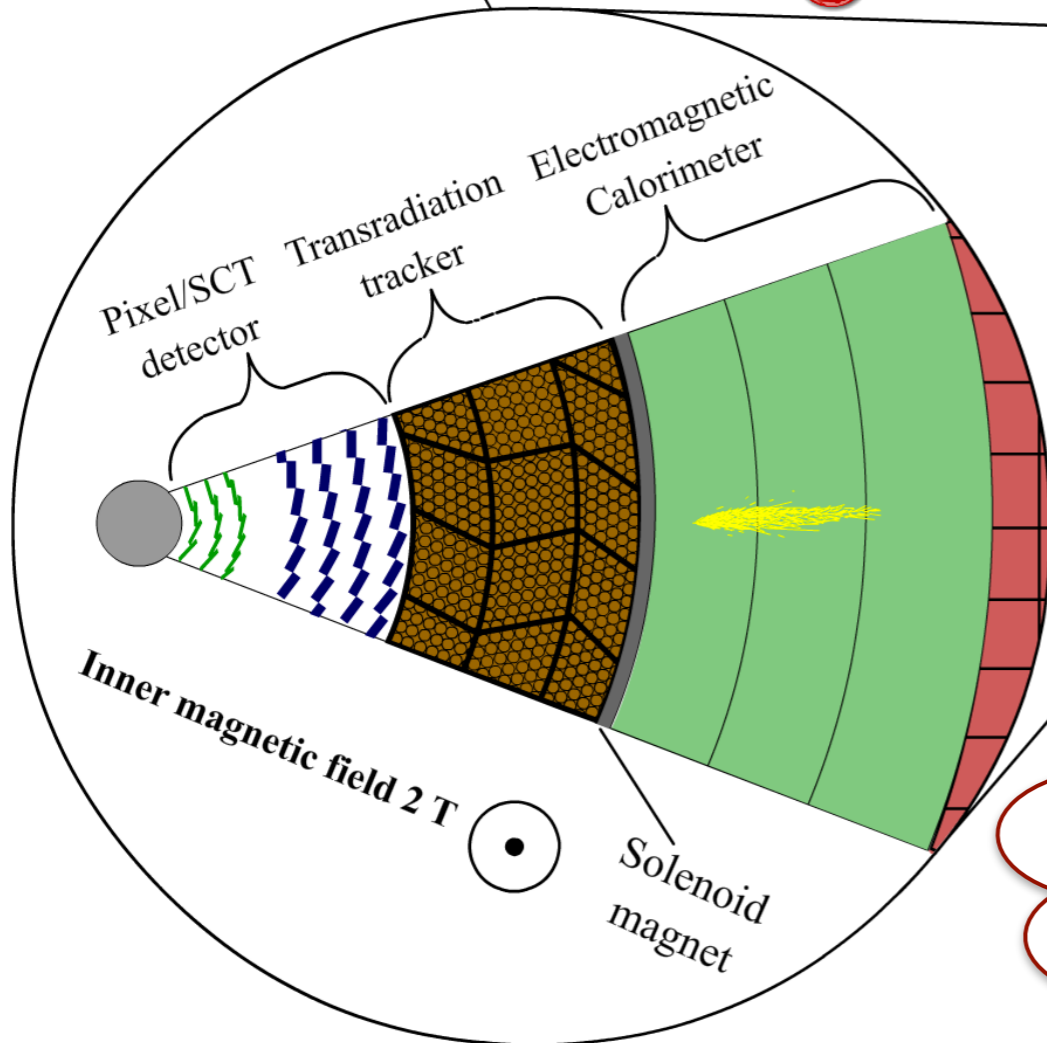 Electromagnetic
Calorimeter
Transradiation
tracker
Pixel/SCT
detector
Inner magnetic field 2 T
Solenoid
magnet